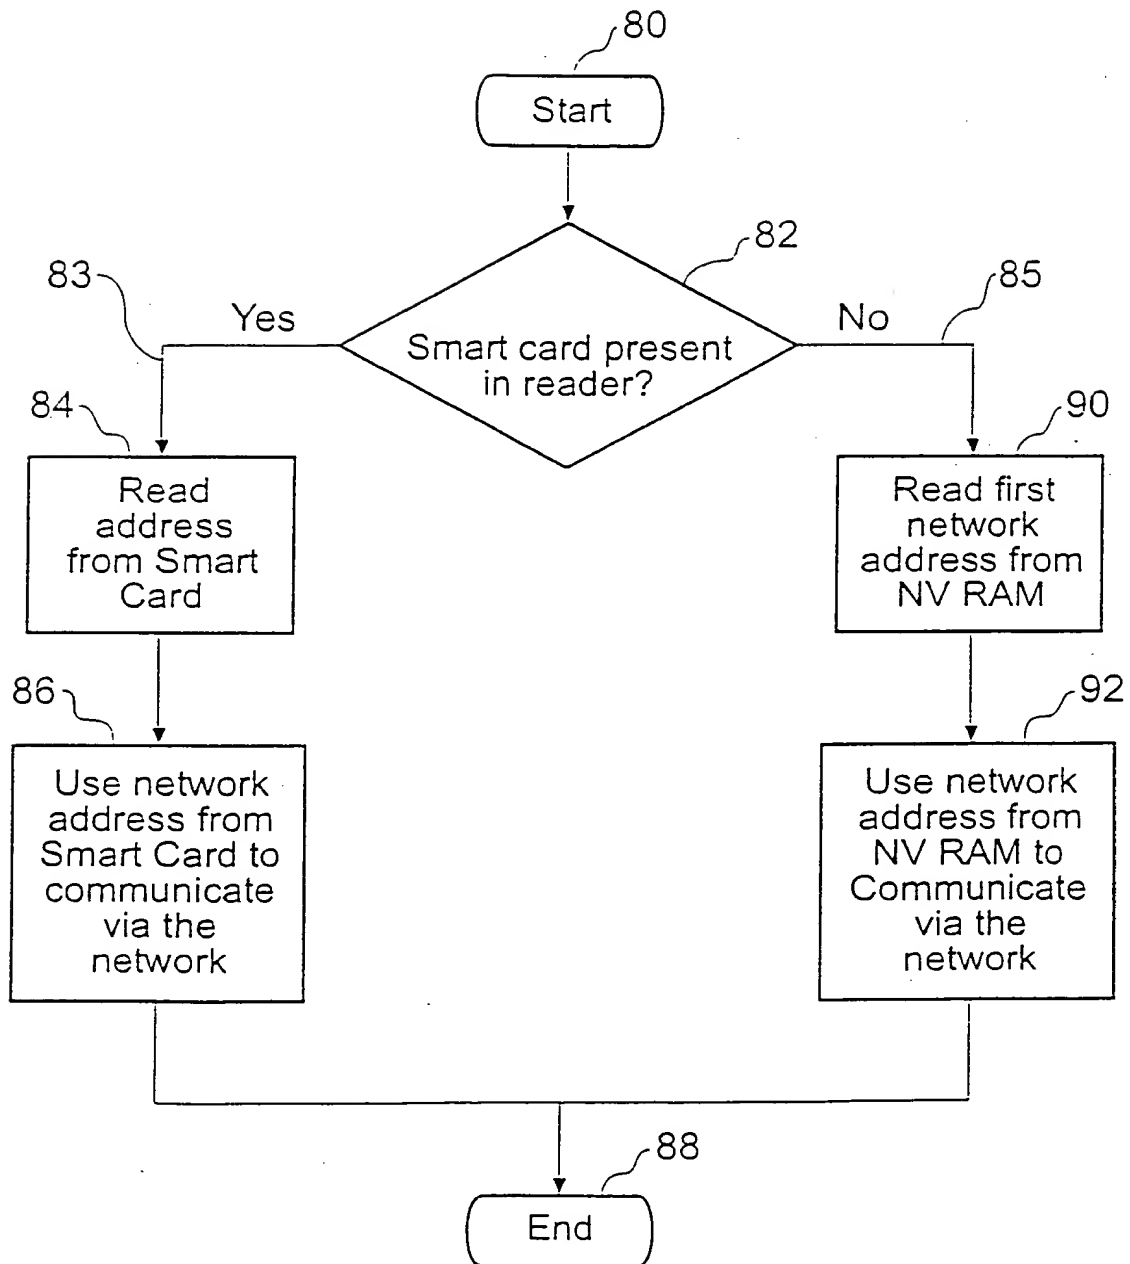 80
Start
82
83
85
Yes
No
Smart card present
in reader?
84
90
Read
address
from Smart
Card
Read first
network
address from
NV RAM
86
92
Use network
address from
Smart Card to
communicate
via the
network
Use network
address from
NV RAM to
Communicate
via the
network
88
End